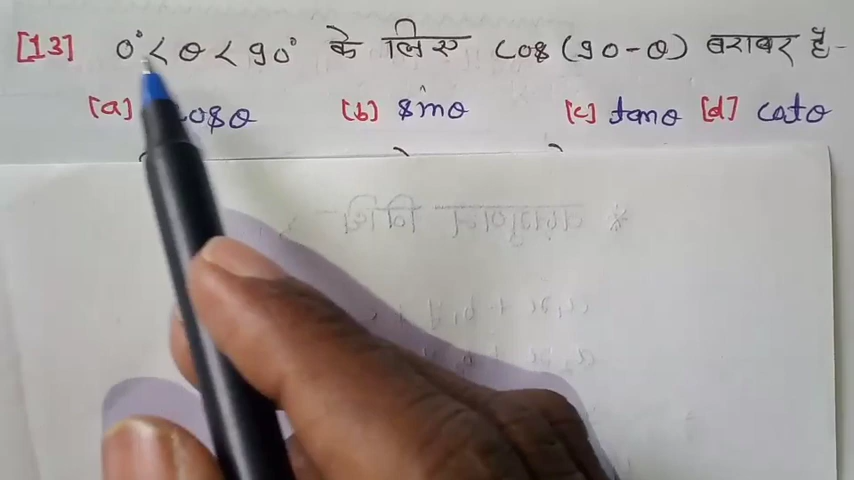 [13] 0° < θ < 90° के लिए cos (90 - θ) बराबर हैं -
[a] cosθ [b] sinθ [c] tanθ [d] cotθ